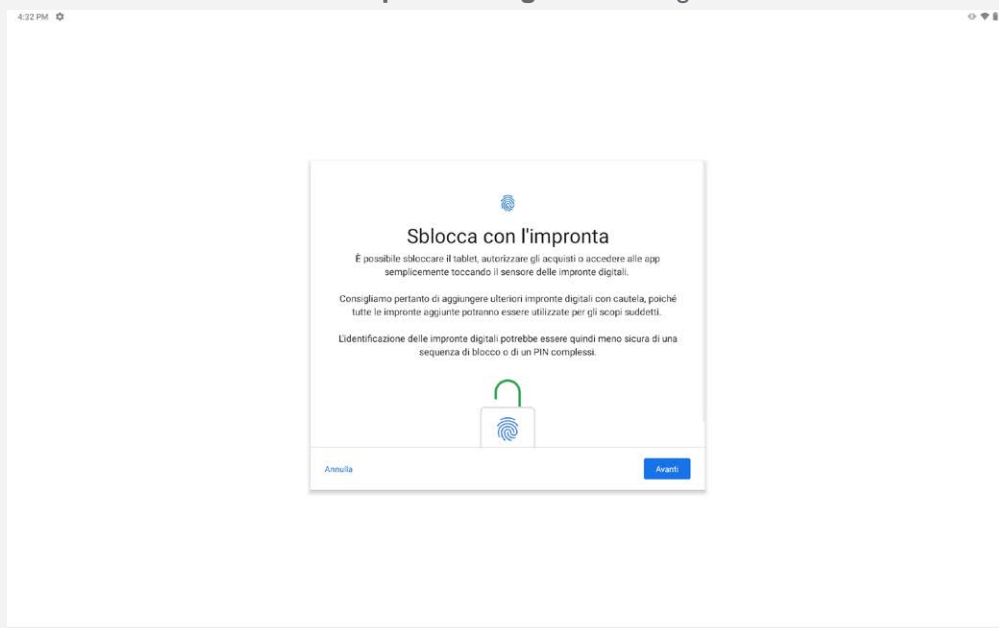 4:32 PM
Sblocca con l'impronta
È possibile sbloccare il tablet, autorizzare gli acquisti o accedere alle app
semplicemente toccando il sensore delle impronte digitali.
Consigliamo pertanto di aggiungere ulteriori impronte digitali con cautela, poiché
tutte le impronte aggiunte potranno essere utilizzate per gli scopi suddetti.
L'identificazione delle impronte digitali potrebbe essere quindi meno sicura di una
sequenza di blocco o di un PIN complessi.
Annulla
Avanti